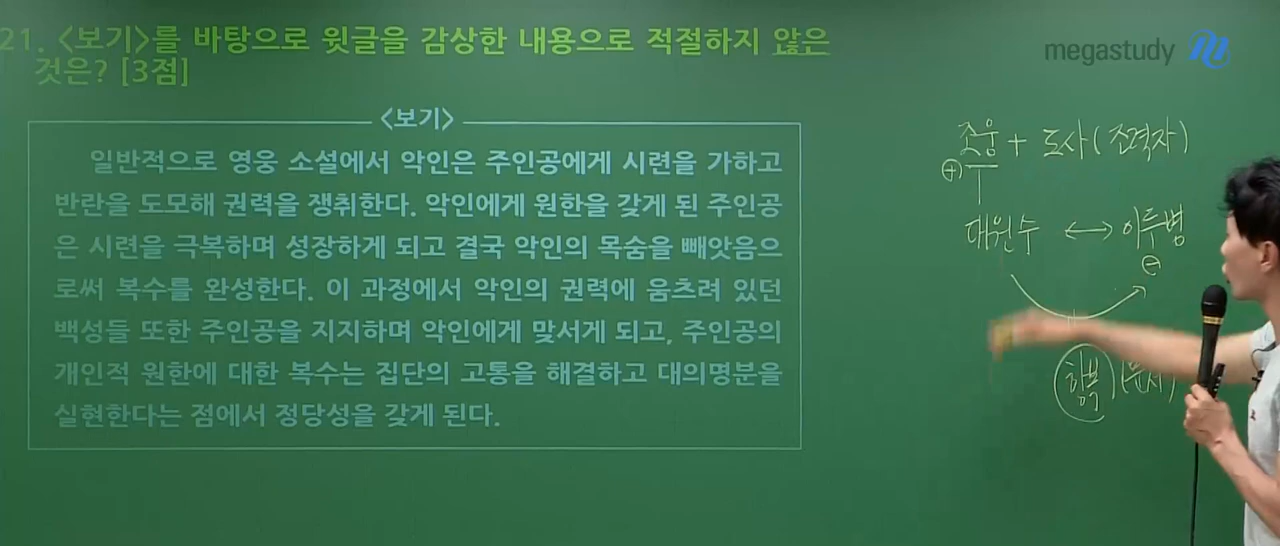 21. <보기>를 바탕으로 윗글을 감상한 내용으로 적절하지 않은
것은? [3점]
megastudy
<보기>
일반적으로 영웅 소설에서 악인은 주인공에게 시련을 가하고
반란을 도모해 권력을 쟁취한다. 악인에게 원한을 갖게 된 주인공
은 시련을 극복하며 성장하게 되고 결국 악인의 목숨을 빼앗음으
로써 복수를 완성한다. 이 과정에서 악인의 권력에 움츠려 있던
백성들 또한 주인공을 지지하며 악인에게 맞서게 되고, 주인공의
개인적 원한에 대한 복수는 집단의 고통을 해결하고 대의명분을
실현한다는 점에서 정당성을 갖게 된다.
조웅 + 도사(조력자)
⊕
대원수 ↔ 이두병
⊖
항복